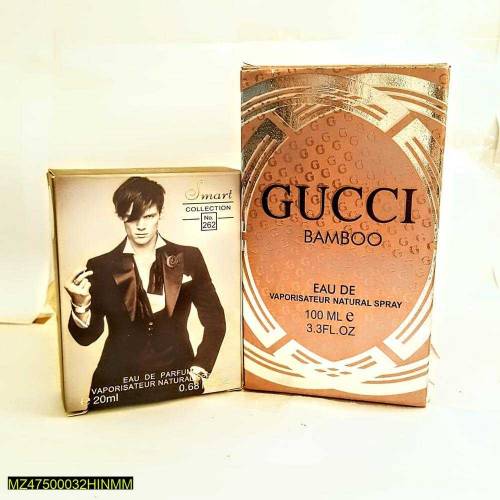 Smart
COLLECTION
No.
262
EAU DE PARFUM
VAPORISATEUR NATURAL
e 20ml 0.68
GUCCI
BAMBOO
EAU DE
VAPORISATEUR NATURAL SPRAY
100 ML e
3.3FL.OZ
MZ47500032HINMM